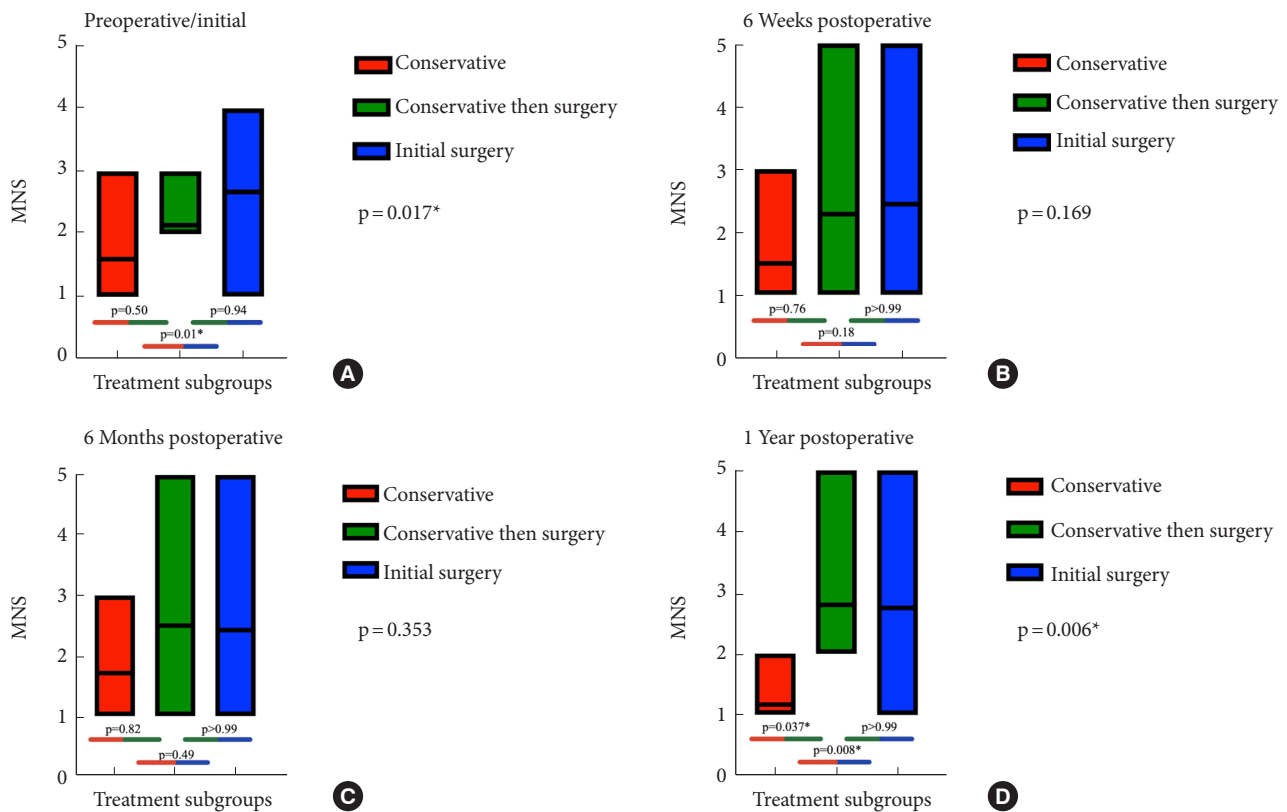 Preoperative/initial
5
4
3
2
1
0
MNS
Conservative
Conservative then surgery
Initial surgery
p = 0.017*
p=0.50
p=0.94
p=0.01*
Treatment subgroups
A
6 Weeks postoperative
5
4
3
2
1
0
MNS
Conservative
Conservative then surgery
Initial surgery
p = 0.169
p=0.76
p>0.99
p=0.18
Treatment subgroups
B
6 Months postoperative
5
4
3
2
1
0
MNS
Conservative
Conservative then surgery
Initial surgery
p = 0.353
p=0.82
p>0.99
p=0.49
Treatment subgroups
C
1 Year postoperative
5
4
3
2
1
0
MNS
Conservative
Conservative then surgery
Initial surgery
p = 0.006*
p=0.037*
p>0.99
p=0.008*
Treatment subgroups
D